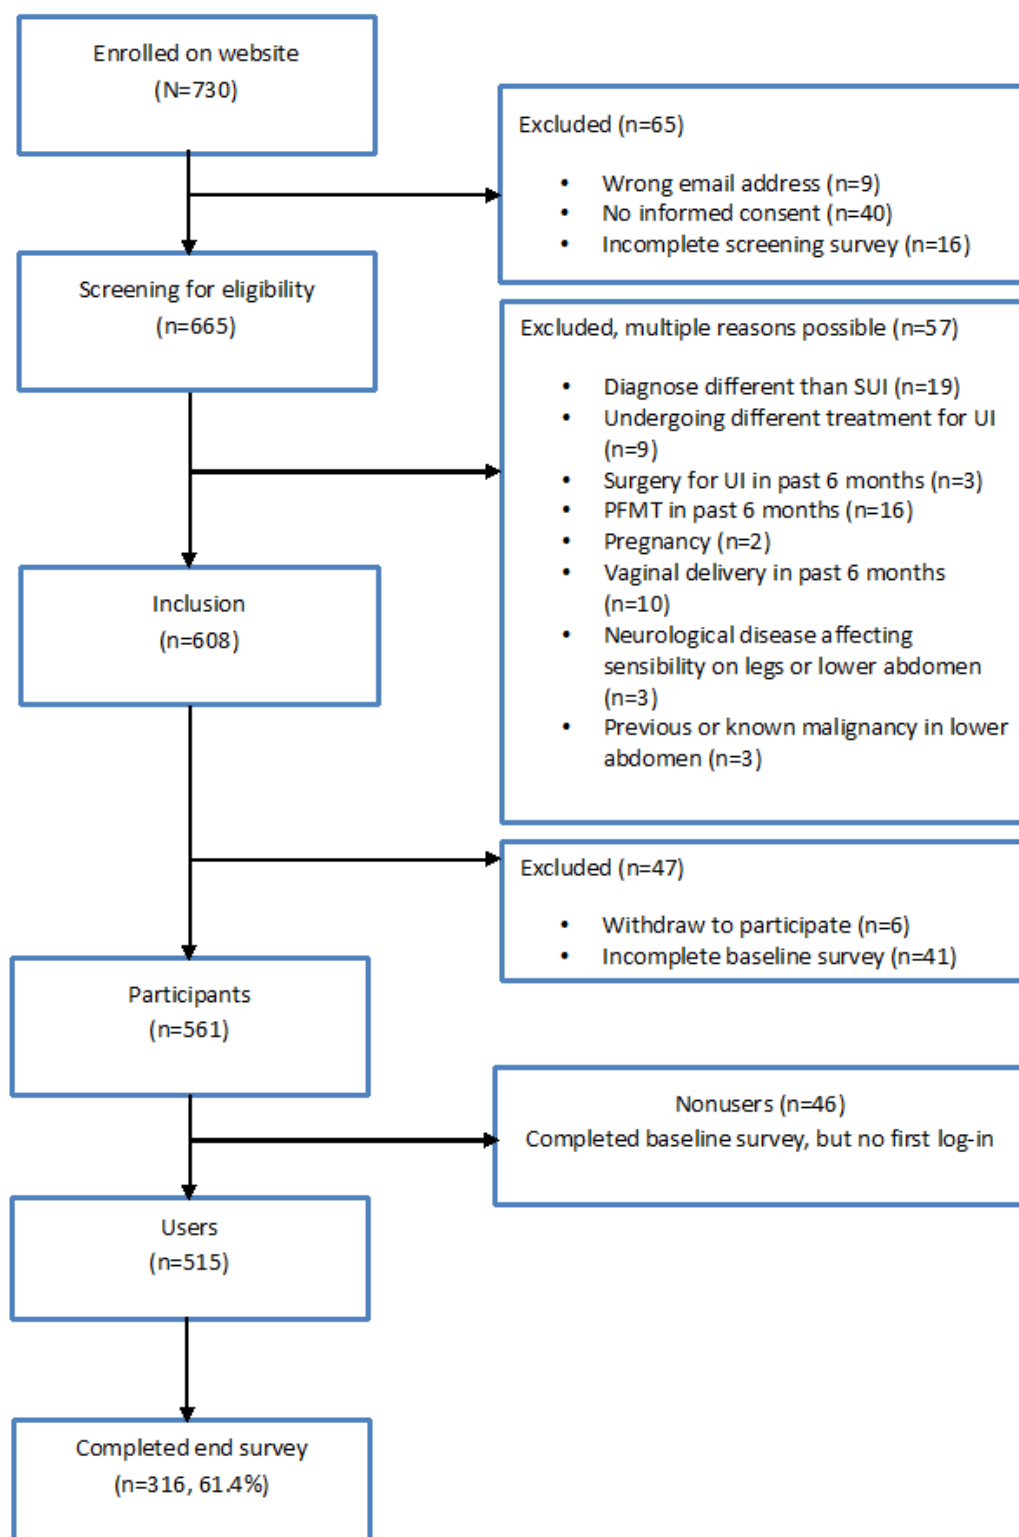 Enrolled on website
(N=730)
Excluded (n=65)
• Wrong email address (n=9)
• No informed consent (n=40)
• Incomplete screening survey (n=16)
Screening for eligibility
(n=665)
Excluded, multiple reasons possible (n=57)
• Diagnose different than SUI (n=19)
• Undergoing different treatment for UI
(n=9)
• Surgery for UI in past 6 months (n=3)
• PFMT in past 6 months (n=16)
• Pregnancy (n=2)
• Vaginal delivery in past 6 months
(n=10)
• Neurological disease affecting
sensibility on legs or lower abdomen
(n=3)
• Previous or known malignancy in lower
abdomen (n=3)
Inclusion
(n=608)
Excluded (n=47)
• Withdraw to participate (n=6)
• Incomplete baseline survey (n=41)
Participants
(n=561)
Nonusers (n=46)
Completed baseline survey, but no first log-in
Users
(n=515)
Completed end survey
(n=316, 61.4%)